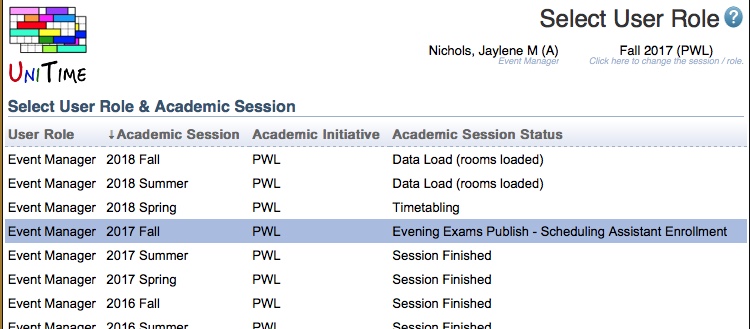 Select User Role ?
UNITIME
Nichols, Jaylene M (A)
Event Manager
Fall 2017 (PWL)
Click here to change the session / role.
Select User Role & Academic Session
User Role ↓Academic Session Academic Initiative Academic Session Status
Event Manager 2018 Fall PWL Data Load (rooms loaded)
Event Manager 2018 Summer PWL Data Load (rooms loaded)
Event Manager 2018 Spring PWL Timetabling
Event Manager 2017 Fall PWL Evening Exams Publish - Scheduling Assistant Enrollment
Event Manager 2017 Summer PWL Session Finished
Event Manager 2017 Spring PWL Session Finished
Event Manager 2016 Fall PWL Session Finished
Event Manager 2016 Summer PWL Session Finished